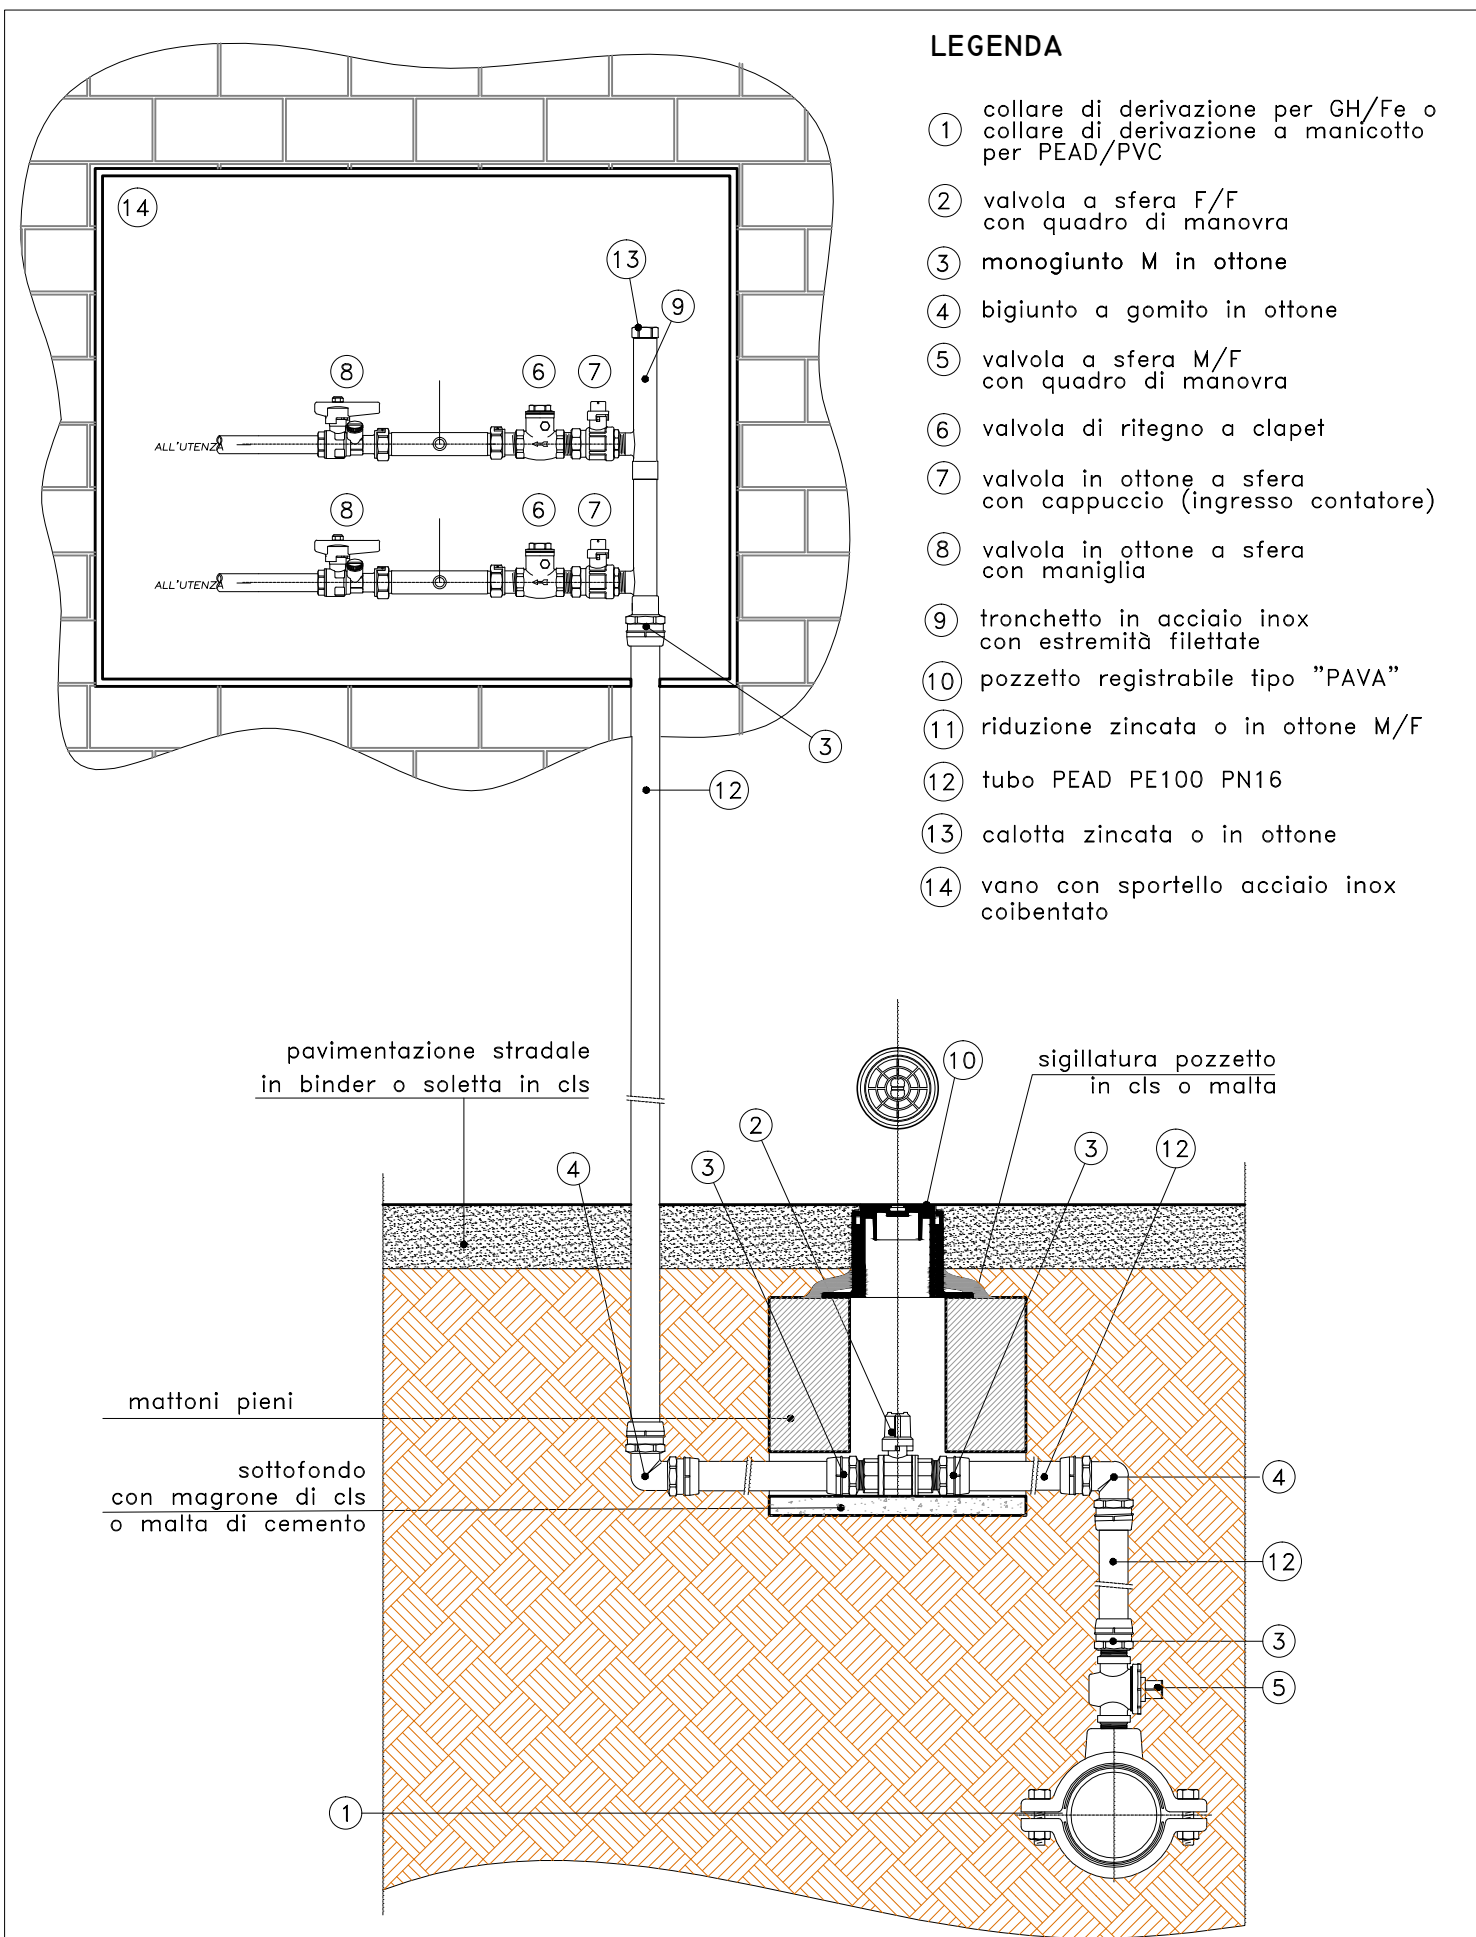 LEGENDA
1 collare di derivazione per GH/Fe o
collare di derivazione a manicotto
per PEAD/PVC
2 valvola a sfera F/F
con quadro di manovra
3 monogiunto M in ottone
4 bigiunto a gomito in ottone
5 valvola a sfera M/F
con quadro di manovra
6 valvola di ritegno a clapet
7 valvola in ottone a sfera
con cappuccio (ingresso contatore)
8 valvola in ottone a sfera
con maniglia
9 tronchetto in acciaio inox
con estremità filettate
10 pozzetto registrabile tipo "PAVA"
11 riduzione zincata o in ottone M/F
12 tubo PEAD PE100 PN16
13 calotta zincata o in ottone
14 vano con sportello acciaio inox
coibentato
14
13
9
8 6 7
ALL'UTENZA
8 6 7
ALL'UTENZA
3
12
pavimentazione stradale
in binder o soletta in cls
10
sigillatura pozzetto
in cls o malta
2
4
3
3
12
mattoni pieni
sottofondo
con magrone di cls
o malta di cemento
4
12
3
5
1